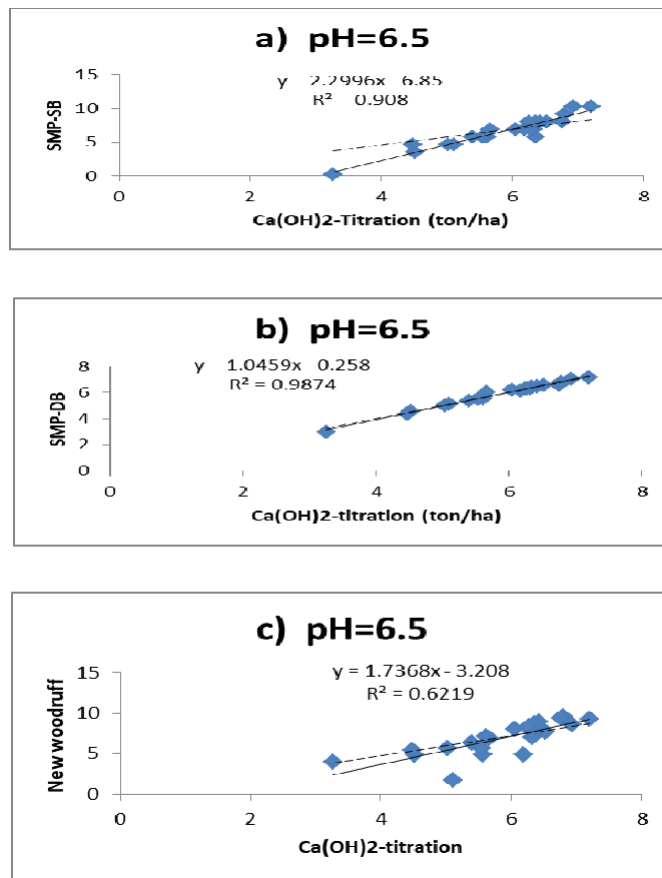 a) pH=6.5
y 2.2996x 6.85
R² 0.908
SMP-SB
15
10
5
0
0 2 4 6 8
Ca(OH)2-Titration (ton/ha)
b) pH=6.5
y 1.0459x 0.258
R² = 0.9874
SMP-DB
8
6
4
2
0
0 2 4 6 8
Ca(OH)2-titration (ton/ha)
c) pH=6.5
y = 1.7368x - 3.208
R² = 0.6219
New woodruff
15
10
5
0
0 2 4 6 8
Ca(OH)2-titration